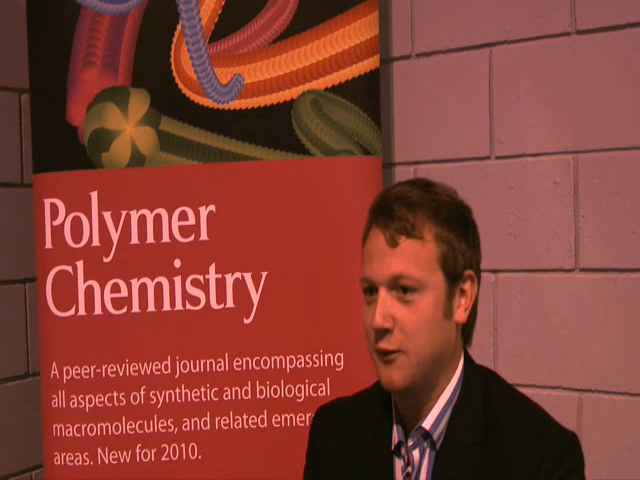 Polymer
Chemistry
A peer-reviewed journal encompassing
all aspects of synthetic and biological
macromolecules, and related
areas. New for 2010.